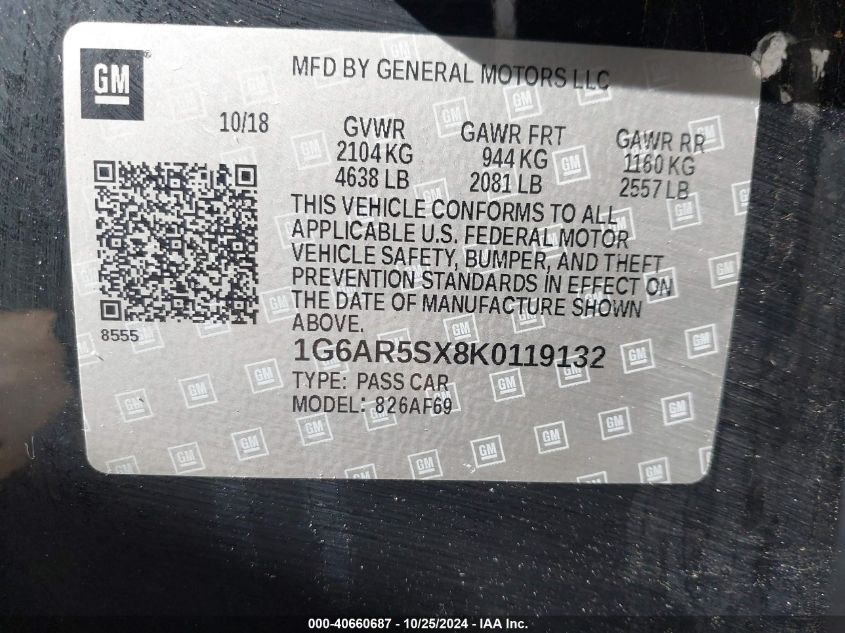 GM
MFD BY GENERAL MOTORS LLC
10/18
GVWR
2104 KG
4638 LB
GAWR FRT
944 KG
2081 LB
GAWR RR
1160 KG
2557 LB
THIS VEHICLE CONFORMS TO ALL
APPLICABLE U.S. FEDERAL MOTOR
VEHICLE SAFETY, BUMPER, AND THEFT
PREVENTION STANDARDS IN EFFECT ON
THE DATE OF MANUFACTURE SHOWN
ABOVE.
8555
1G6AR5SX8K0119132
TYPE: PASS CAR
MODEL: 826AF69
000-40660687 - 10/25/2024 - IAA Inc.